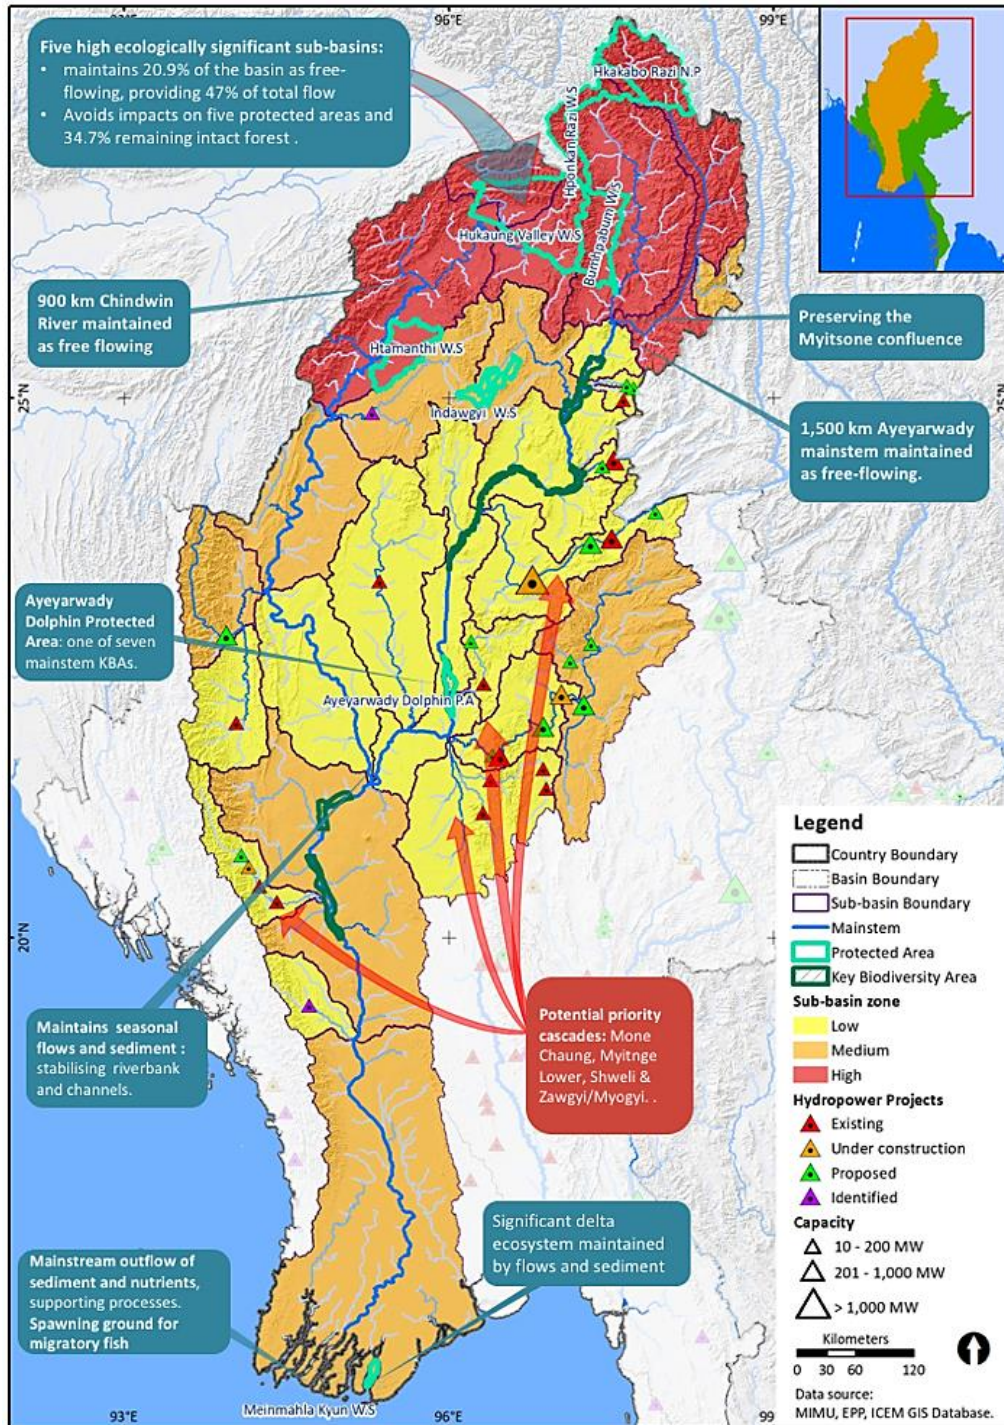 96°E
99°E
Five high ecologically significant sub-basins:
• maintains 20.9% of the basin as free-
flowing, providing 47% of total flow
• Avoids impacts on five protected areas and
34.7% remaining intact forest .
Hkakabo Razi N.P
Hponkan Razi W.S
Hukaung Valley W.S
Bumhpabum W.S
900 km Chindwin
River maintained
as free flowing
Htamanthi W.S
Preserving the
Myitsone confluence
25°N
Indawgyi W.S
1,500 km Ayeyarwady
mainstem maintained
as free-flowing.
Ayeyarwady
Dolphin Protected
Area: one of seven
mainstem KBAs.
Ayeyarwady Dolphin P.A
20°N
Legend
Country Boundary
Basin Boundary
Sub-basin Boundary
Mainstem
Protected Area
Key Biodiversity Area
Sub-basin zone
Low
Medium
High
Hydropower Projects
Existing
Under construction
Proposed
Identified
Capacity
10 - 200 MW
201 - 1,000 MW
> 1,000 MW
Kilometers
0 30 60 120
Data source:
MIMU, EPP, ICEM GIS Database.
Potential priority
cascades: Mone
Chaung, Myitnge
Lower, Shweli &
Zawgyi/Myogyi. .
Maintains seasonal
flows and sediment :
stabilising riverbank
and channels.
Significant delta
ecosystem maintained
by flows and sediment
Mainstream outflow of
sediment and nutrients,
supporting processes.
Spawning ground for
migratory fish
Meinmahla Kyun W.S
93°E
96°E
99